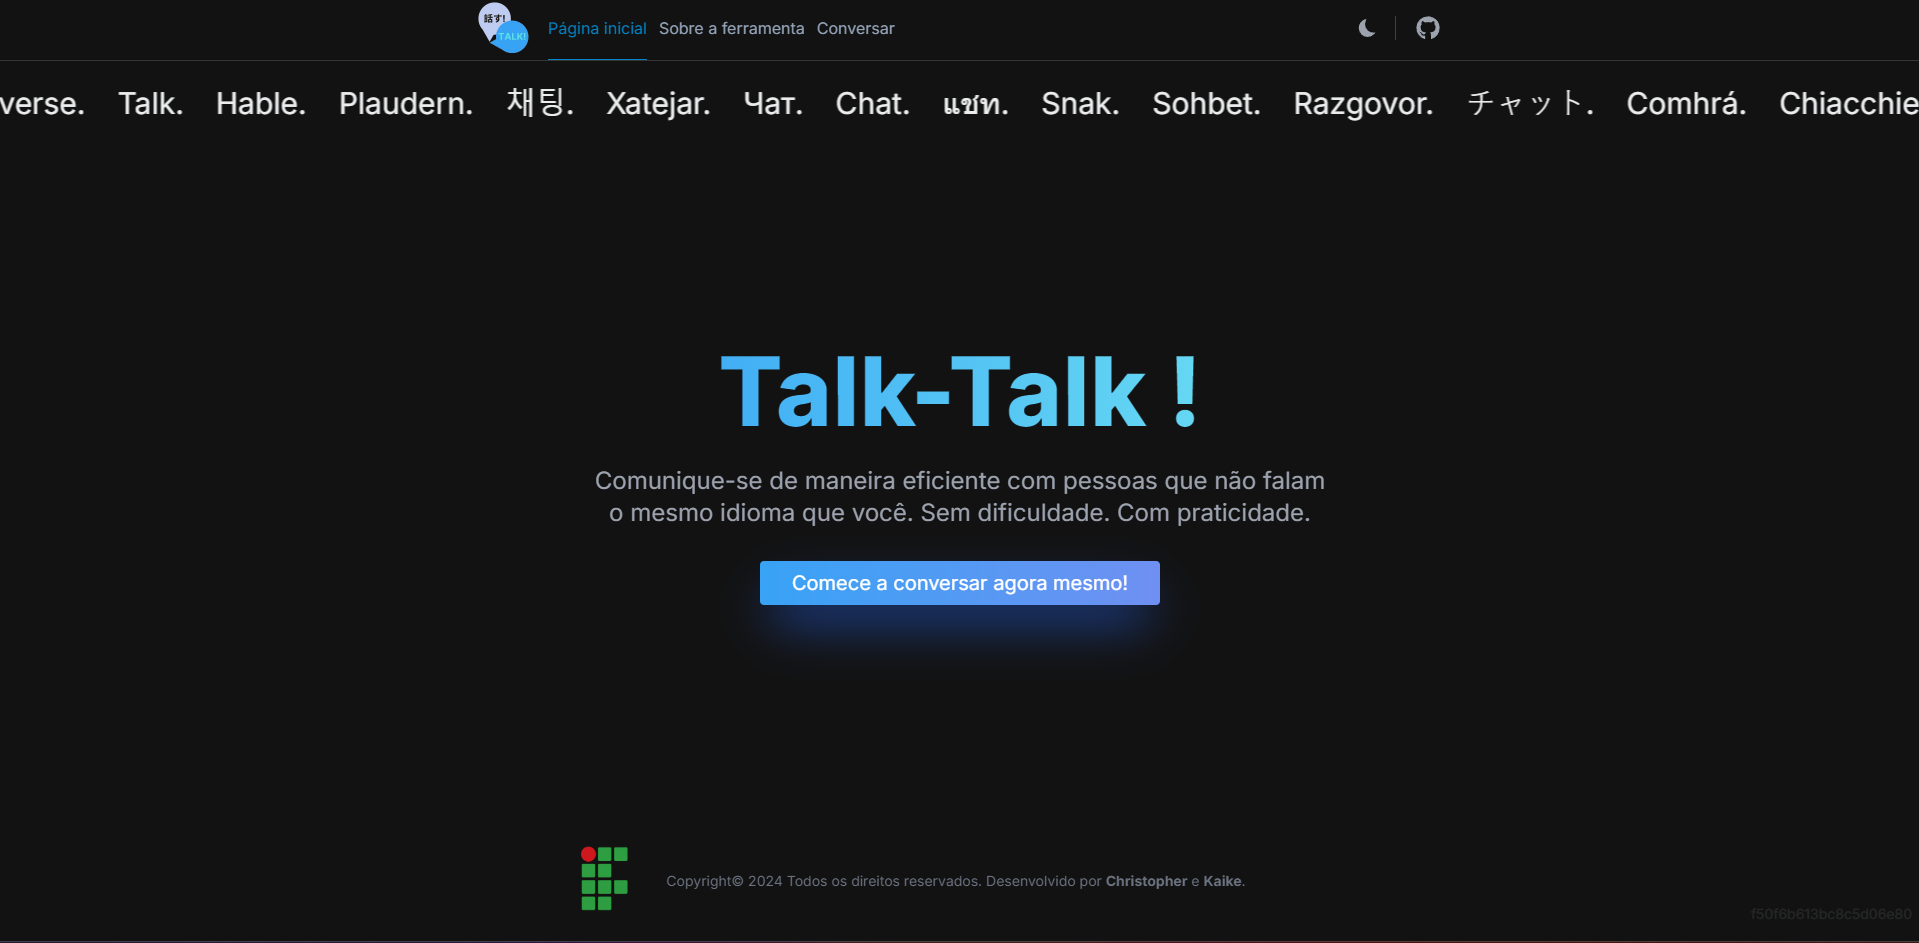 話す!
TALK!
Página inicial Sobre a ferramenta Conversar
verse. Talk. Hable. Plaudern. 채팅. Xatejar. Чат. Chat. แชท. Snak. Sohbet. Razgovor. チャット. Comhrá. Chiacchie
Talk-Talk !
Comunique-se de maneira eficiente com pessoas que não falam
o mesmo idioma que você. Sem dificuldade. Com praticidade.
Comece a conversar agora mesmo!
Copyright© 2024 Todos os direitos reservados. Desenvolvido por Christopher e Kaike.
f50f6b613bc8c5d06e80